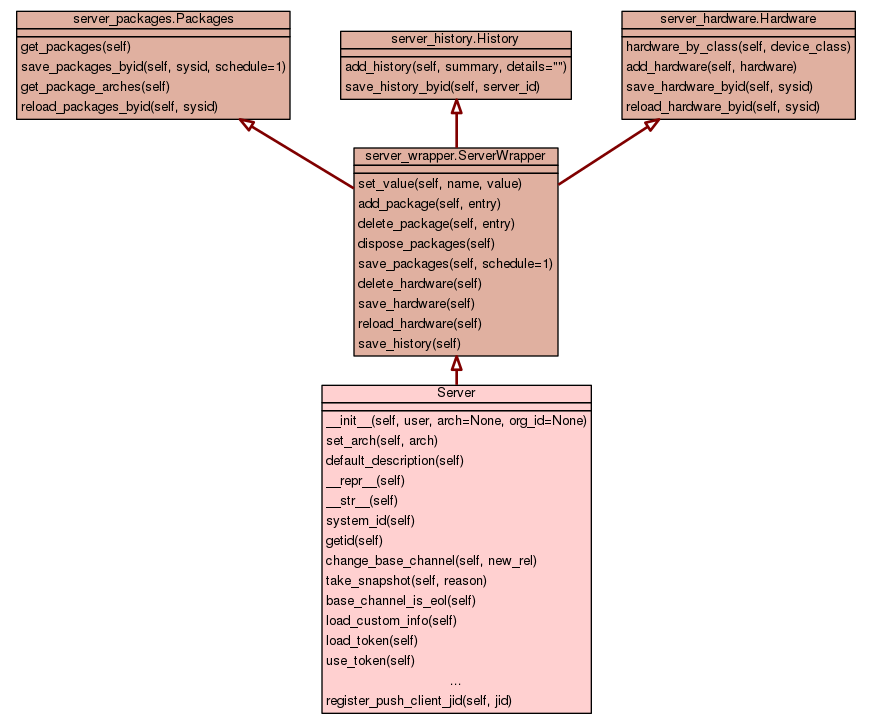 server_packages.Packages
get_packages(self)
save_packages_byid(self, sysid, schedule=1)
get_package_arches(self)
reload_packages_byid(self, sysid)
server_history.History
add_history(self, summary, details="")
save_history_byid(self, server_id)
server_hardware.Hardware
hardware_by_class(self, device_class)
add_hardware(self, hardware)
save_hardware_byid(self, sysid)
reload_hardware_byid(self, sysid)
server_wrapper.ServerWrapper
set_value(self, name, value)
add_package(self, entry)
delete_package(self, entry)
dispose_packages(self)
save_packages(self, schedule=1)
delete_hardware(self)
save_hardware(self)
reload_hardware(self)
save_history(self)
Server
__init__(self, user, arch=None, org_id=None)
set_arch(self, arch)
default_description(self)
__repr__(self)
__str__(self)
system_id(self)
getid(self)
change_base_channel(self, new_rel)
take_snapshot(self, reason)
base_channel_is_eol(self)
load_custom_info(self)
load_token(self)
use_token(self)
...
register_push_client_jid(self, jid)